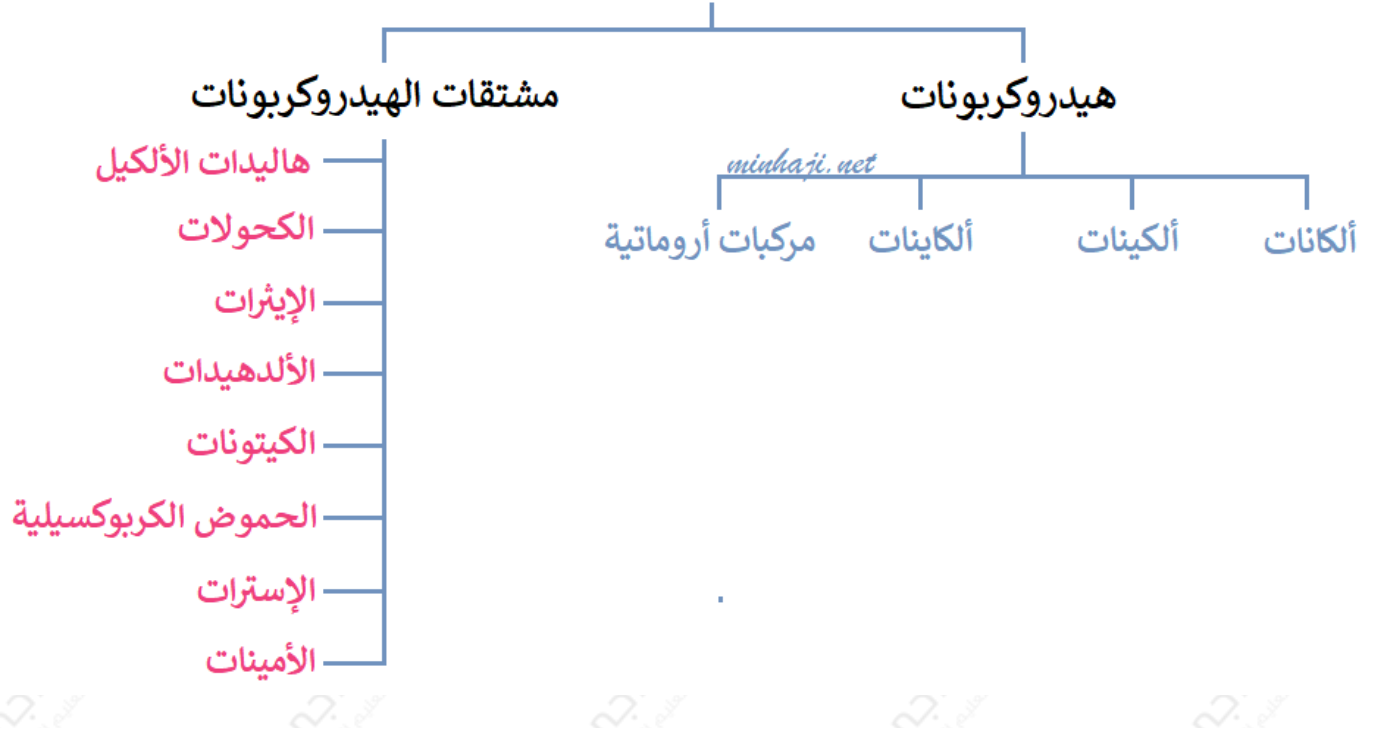 هيدروكربونات
مشتقات الهيدروكربونات
minhaji.net
ألكانات
ألكينات
ألكاينات
مركبات أروماتية
هاليدات الألكيل
الكحولات
الإيثرات
الألدهيدات
الكيتونات
الحموض الكربوكسيلية
الإسترات
الأمينات